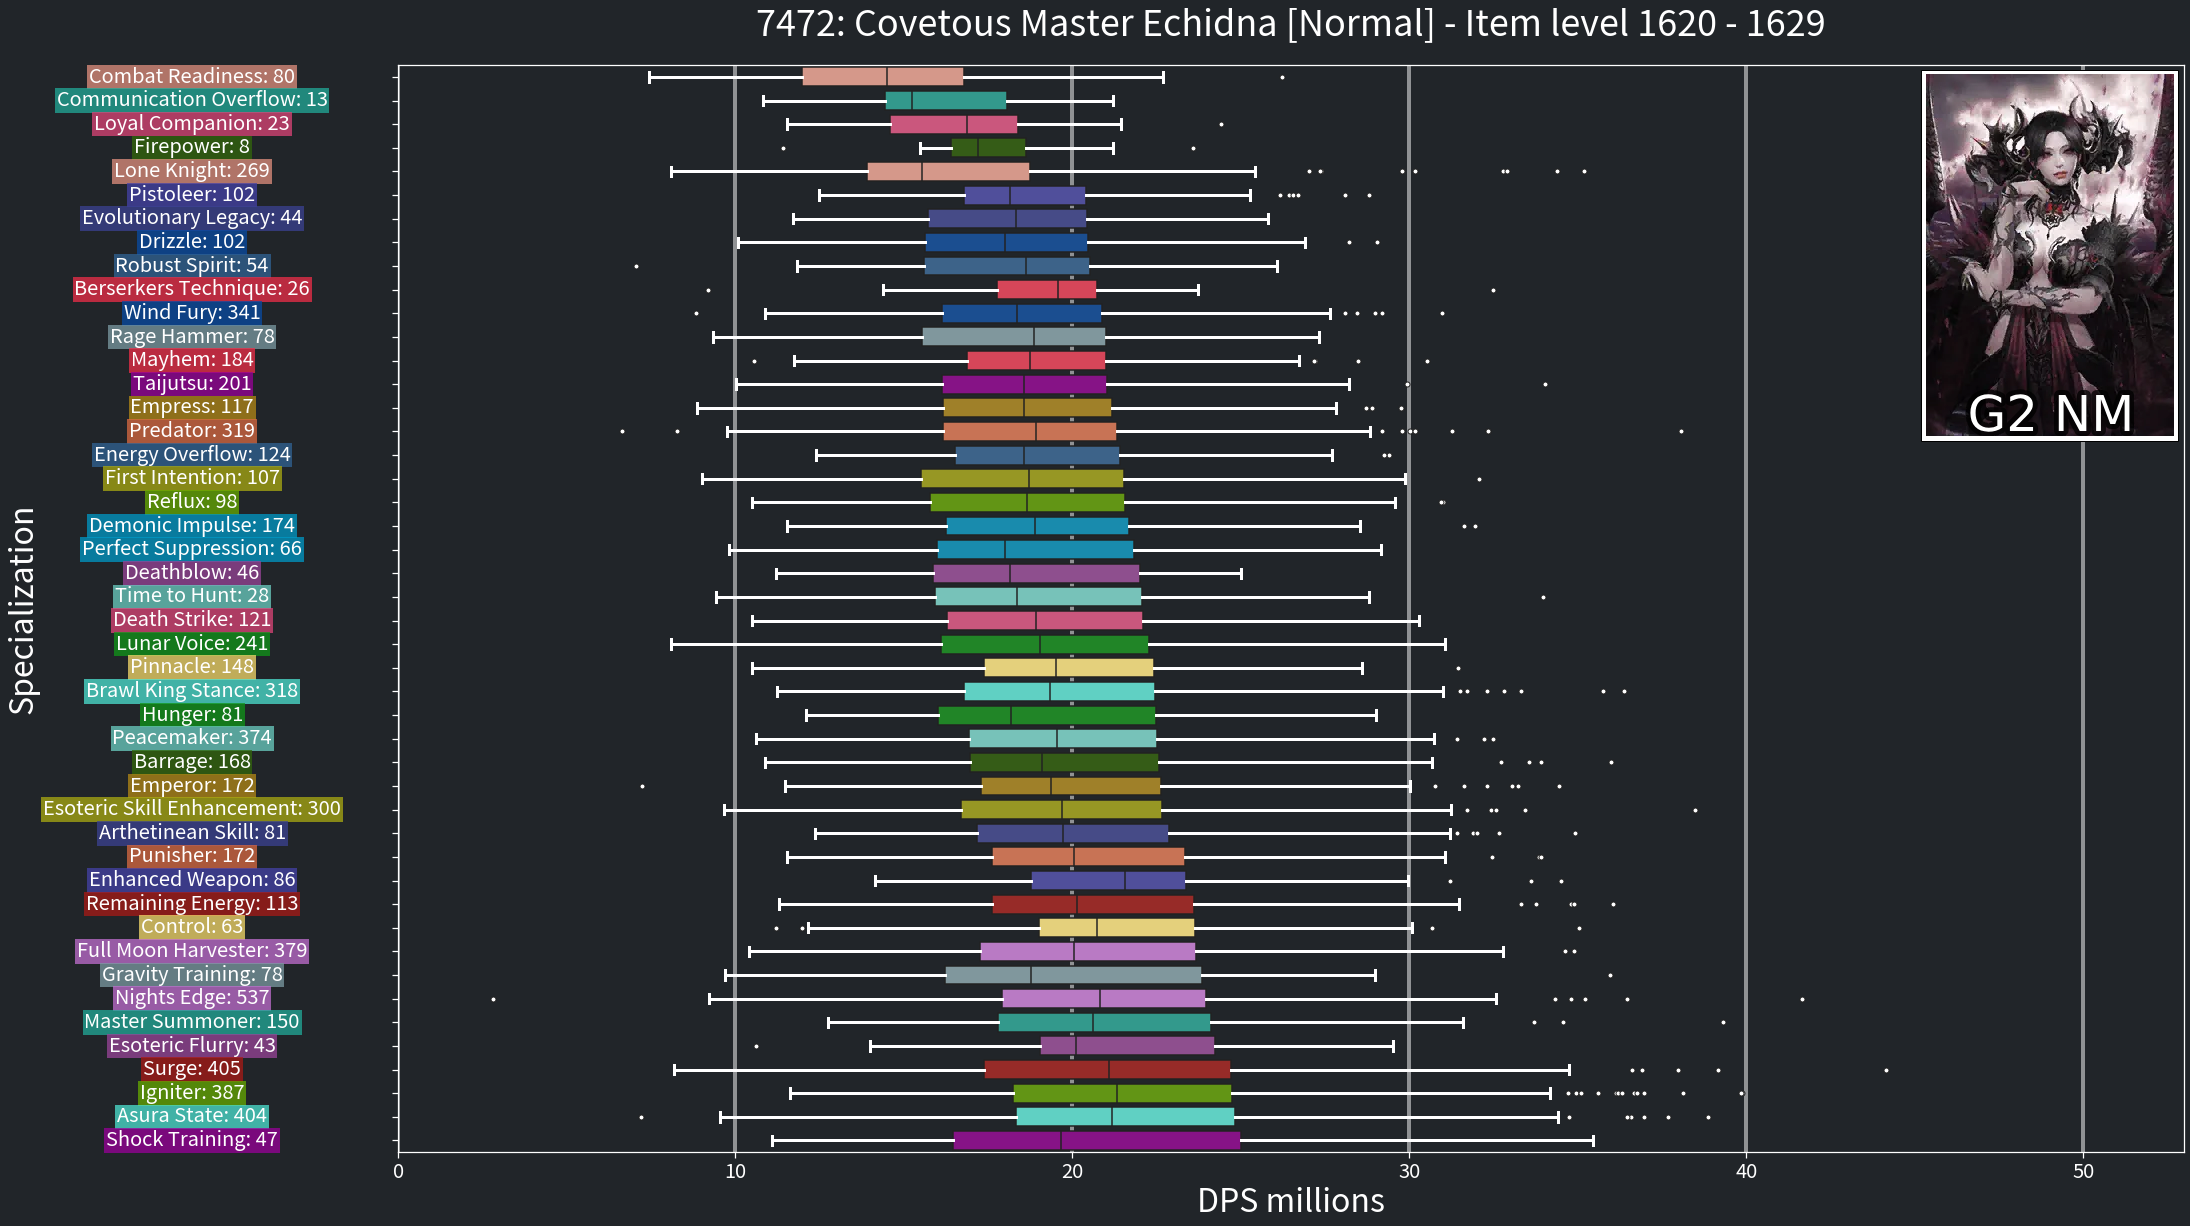 7472: Covetous Master Echidna [Normal] - Item level 1620 - 1629
Combat Readiness: 80
Communication Overflow: 13
Loyal Companion: 23
Firepower: 8
Lone Knight: 269
Pistoleer: 102
Evolutionary Legacy: 44
Drizzle: 102
Robust Spirit: 54
Berserkers Technique: 26
Wind Fury: 341
Rage Hammer: 78
Mayhem: 184
Taijutsu: 201
Empress: 117
Predator: 319
Energy Overflow: 124
First Intention: 107
Reflux: 98
Demonic Impulse: 174
Perfect Suppression: 66
Deathblow: 46
Time to Hunt: 28
Death Strike: 121
Lunar Voice: 241
Pinnacle: 148
Brawl King Stance: 318
Hunger: 81
Peacemaker: 374
Barrage: 168
Emperor: 172
Esoteric Skill Enhancement: 300
Arthetinean Skill: 81
Punisher: 172
Enhanced Weapon: 86
Remaining Energy: 113
Control: 63
Full Moon Harvester: 379
Gravity Training: 78
Nights Edge: 537
Master Summoner: 150
Esoteric Flurry: 43
Surge: 405
Igniter: 387
Asura State: 404
Shock Training: 47
Specialization
G2 NM
0 10 20 30 40 50
DPS millions